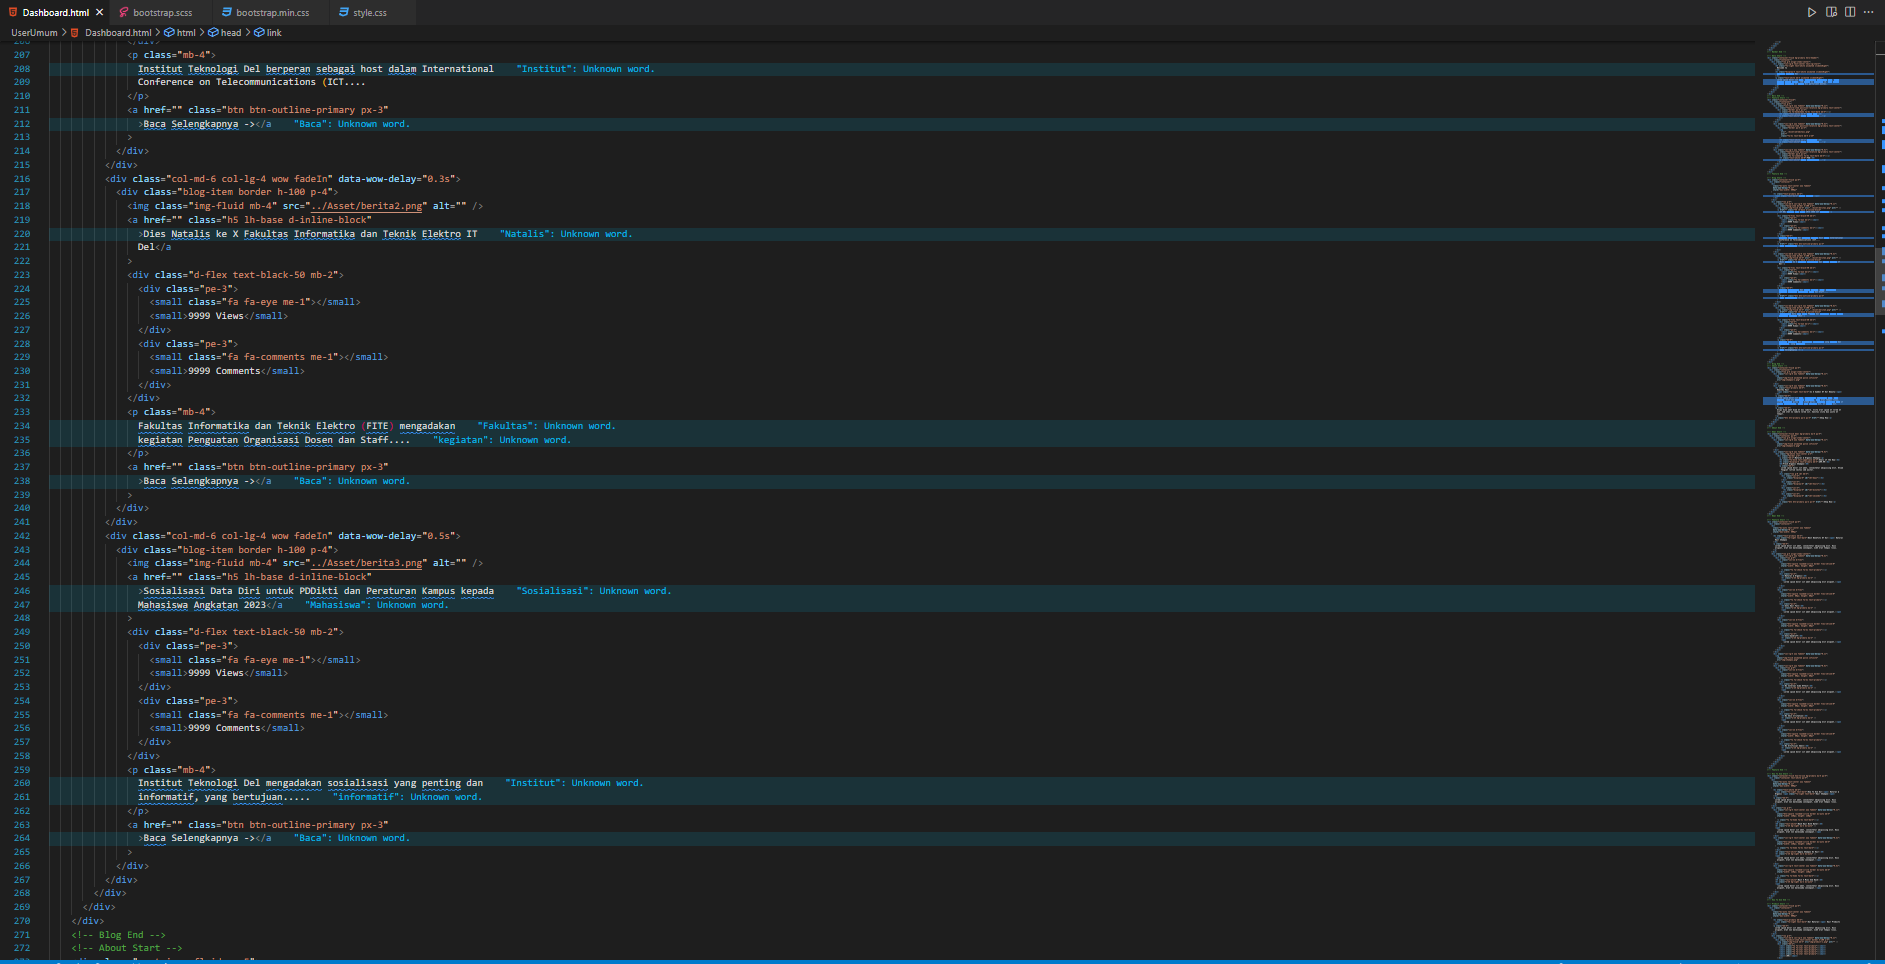 Dashboard.html
bootstrap.scss
bootstrap.min.css
style.css
UserUmum > Dashboard.html > html > head > link
207 <p class="mb-4">
208 Institut Teknologi Del berperan sebagai host dalam International "Institut": Unknown word.
209 Conference on Telecommunications (ICT....
210 </p>
211 <a href="" class="btn btn-outline-primary px-3"
212 >Baca Selengkapnya -></a "Baca": Unknown word.
213 >
214 </div>
215 </div>
216 <div class="col-md-6 col-lg-4 wow fadeIn" data-wow-delay="0.3s">
217 <div class="blog-item border h-100 p-4">
218 <img class="img-fluid mb-4" src="../Asset/berita2.png" alt="" />
219 <a href="" class="h5 lh-base d-inline-block"
220 >Dies Natalis ke X Fakultas Informatika dan Teknik Elektro IT "Natalis": Unknown word.
221 Del</a
222 >
223 <div class="d-flex text-black-50 mb-2">
224 <div class="pe-3">
225 <small class="fa fa-eye me-1"></small>
226 <small>9999 Views</small>
227 </div>
228 <div class="pe-3">
229 <small class="fa fa-comments me-1"></small>
230 <small>9999 Comments</small>
231 </div>
232 </div>
233 <p class="mb-4">
234 Fakultas Informatika dan Teknik Elektro (FITE) mengadakan "Fakultas": Unknown word.
235 kegiatan Penguatan Organisasi Dosen dan Staff.... "kegiatan": Unknown word.
236 </p>
237 <a href="" class="btn btn-outline-primary px-3"
238 >Baca Selengkapnya -></a "Baca": Unknown word.
239 >
240 </div>
241 </div>
242 <div class="col-md-6 col-lg-4 wow fadeIn" data-wow-delay="0.5s">
243 <div class="blog-item border h-100 p-4">
244 <img class="img-fluid mb-4" src="../Asset/berita3.png" alt="" />
245 <a href="" class="h5 lh-base d-inline-block"
246 >Sosialisasi Data Diri untuk PDDikti dan Peraturan Kampus kepada "Sosialisasi": Unknown word.
247 Mahasiswa Angkatan 2023</a "Mahasiswa": Unknown word.
248 >
249 <div class="d-flex text-black-50 mb-2">
250 <div class="pe-3">
251 <small class="fa fa-eye me-1"></small>
252 <small>9999 Views</small>
253 </div>
254 <div class="pe-3">
255 <small class="fa fa-comments me-1"></small>
256 <small>9999 Comments</small>
257 </div>
258 </div>
259 <p class="mb-4">
260 Institut Teknologi Del mengadakan sosialisasi yang penting dan "Institut": Unknown word.
261 informatif, yang bertujuan..... "informatif": Unknown word.
262 </p>
263 <a href="" class="btn btn-outline-primary px-3"
264 >Baca Selengkapnya -></a "Baca": Unknown word.
265 >
266 </div>
267 </div>
268 </div>
269 </div>
270 </div>
271 <!-- Blog End -->
272 <!-- About Start -->